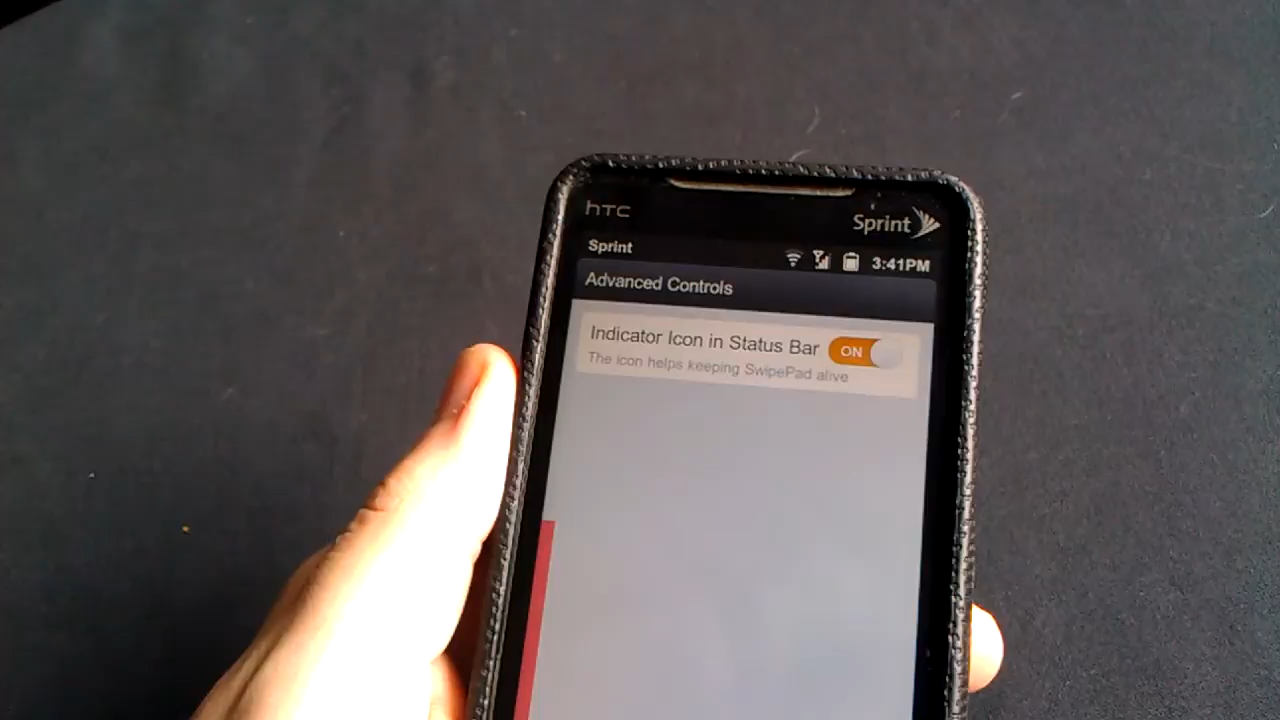 hTC
Sprint
Sprint
3:41PM
Advanced Controls
Indicator Icon in Status Bar
ON
The icon helps keeping SwipePad alive